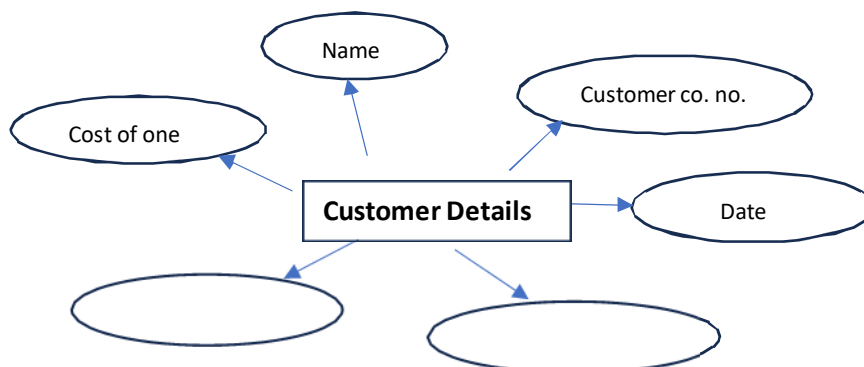 Name
Customer co. no.
Cost of one
Customer Details
Date